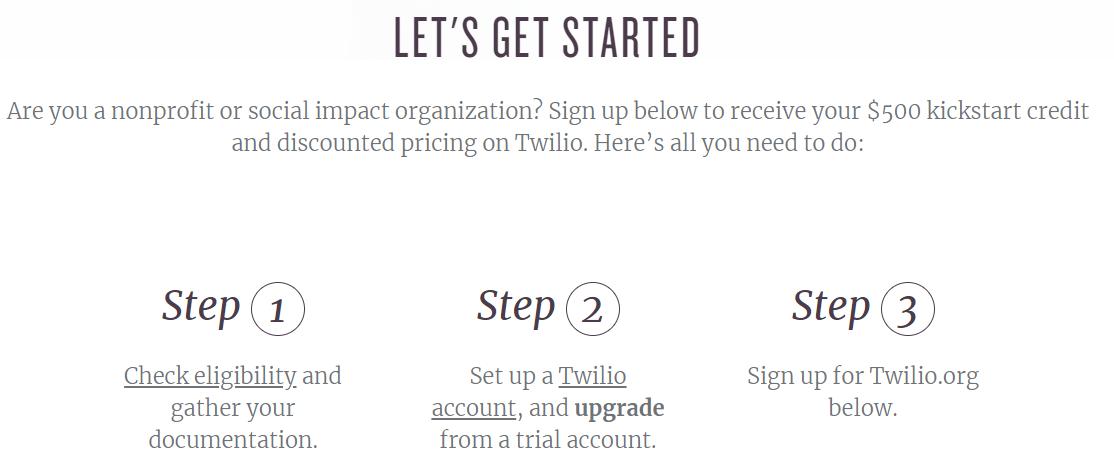 LET'S GET STARTED
Are you a nonprofit or social impact organization? Sign up below to receive your $500 kickstart credit
and discounted pricing on Twilio. Here’s all you need to do:
Step 1
Check eligibility and
gather your
documentation.
Step 2
Set up a Twilio
account, and upgrade
from a trial account.
Step 3
Sign up for Twilio.org
below.